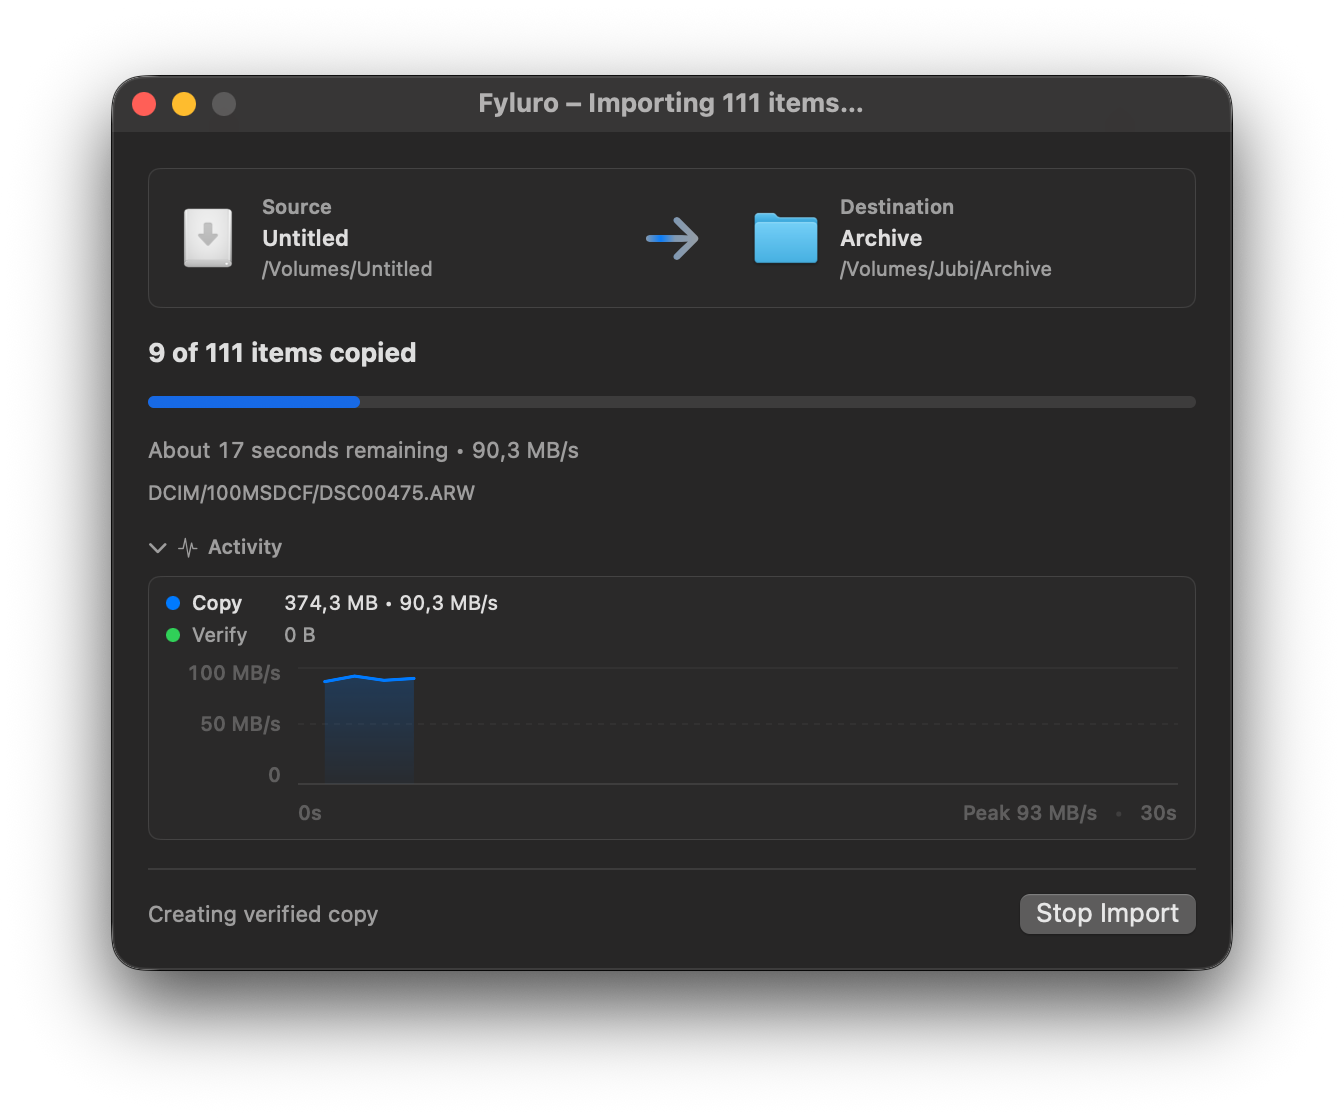 Fyluro – Importing 111 items...
Source
Untitled
/Volumes/Untitled
Destination
Archive
/Volumes/Jubi/Archive
9 of 111 items copied
About 17 seconds remaining • 90,3 MB/s
DCIM/100MSDCF/DSC00475.ARW
Activity
Copy 374,3 MB • 90,3 MB/s
Verify 0 B
100 MB/s
50 MB/s
0
0s Peak 93 MB/s • 30s
Creating verified copy
Stop Import